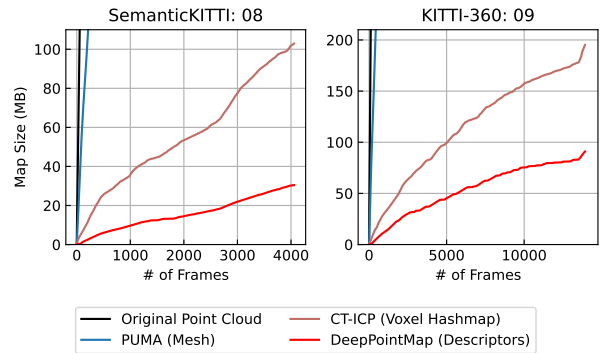 SemanticKITTI: 08
KITTI-360: 09
Map Size (MB)
100
80
60
40
20
0
0 1000 2000 3000 4000
# of Frames
200
150
100
50
0
0 5000 10000
# of Frames
Original Point Cloud
PUMA (Mesh)
CT-ICP (Voxel Hashmap)
DeepPointMap (Descriptors)